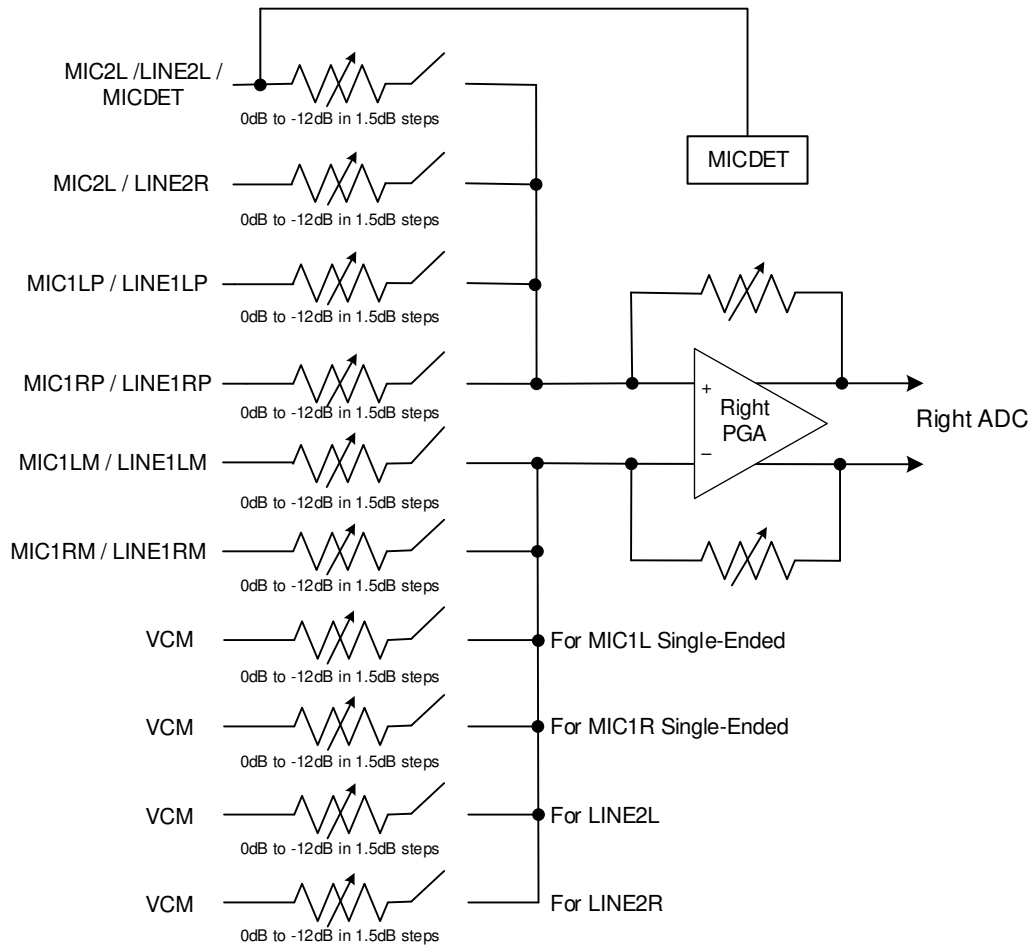 MIC2L /LINE2L /
MICDET
0dB to -12dB in 1.5dB steps
MICDET
MIC2L / LINE2R
0dB to -12dB in 1.5dB steps
MIC1LP / LINE1LP
0dB to -12dB in 1.5dB steps
MIC1RP / LINE1RP
0dB to -12dB in 1.5dB steps
+
Right
PGA
–
Right ADC
MIC1LM / LINE1LM
0dB to -12dB in 1.5dB steps
MIC1RM / LINE1RM
0dB to -12dB in 1.5dB steps
VCM
For MIC1L Single-Ended
0dB to -12dB in 1.5dB steps
VCM
For MIC1R Single-Ended
0dB to -12dB in 1.5dB steps
VCM
For LINE2L
0dB to -12dB in 1.5dB steps
VCM
For LINE2R
0dB to -12dB in 1.5dB steps